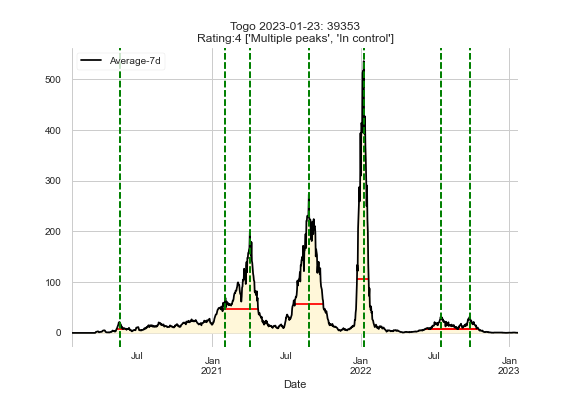 Togo 2023-01-23: 39353
Rating:4 ['Multiple peaks', 'In control']
Average-7d
500
400
300
200
100
0
Jul
Jan
2021
Jul
Jan
2022
Jul
Jan
2023
Date